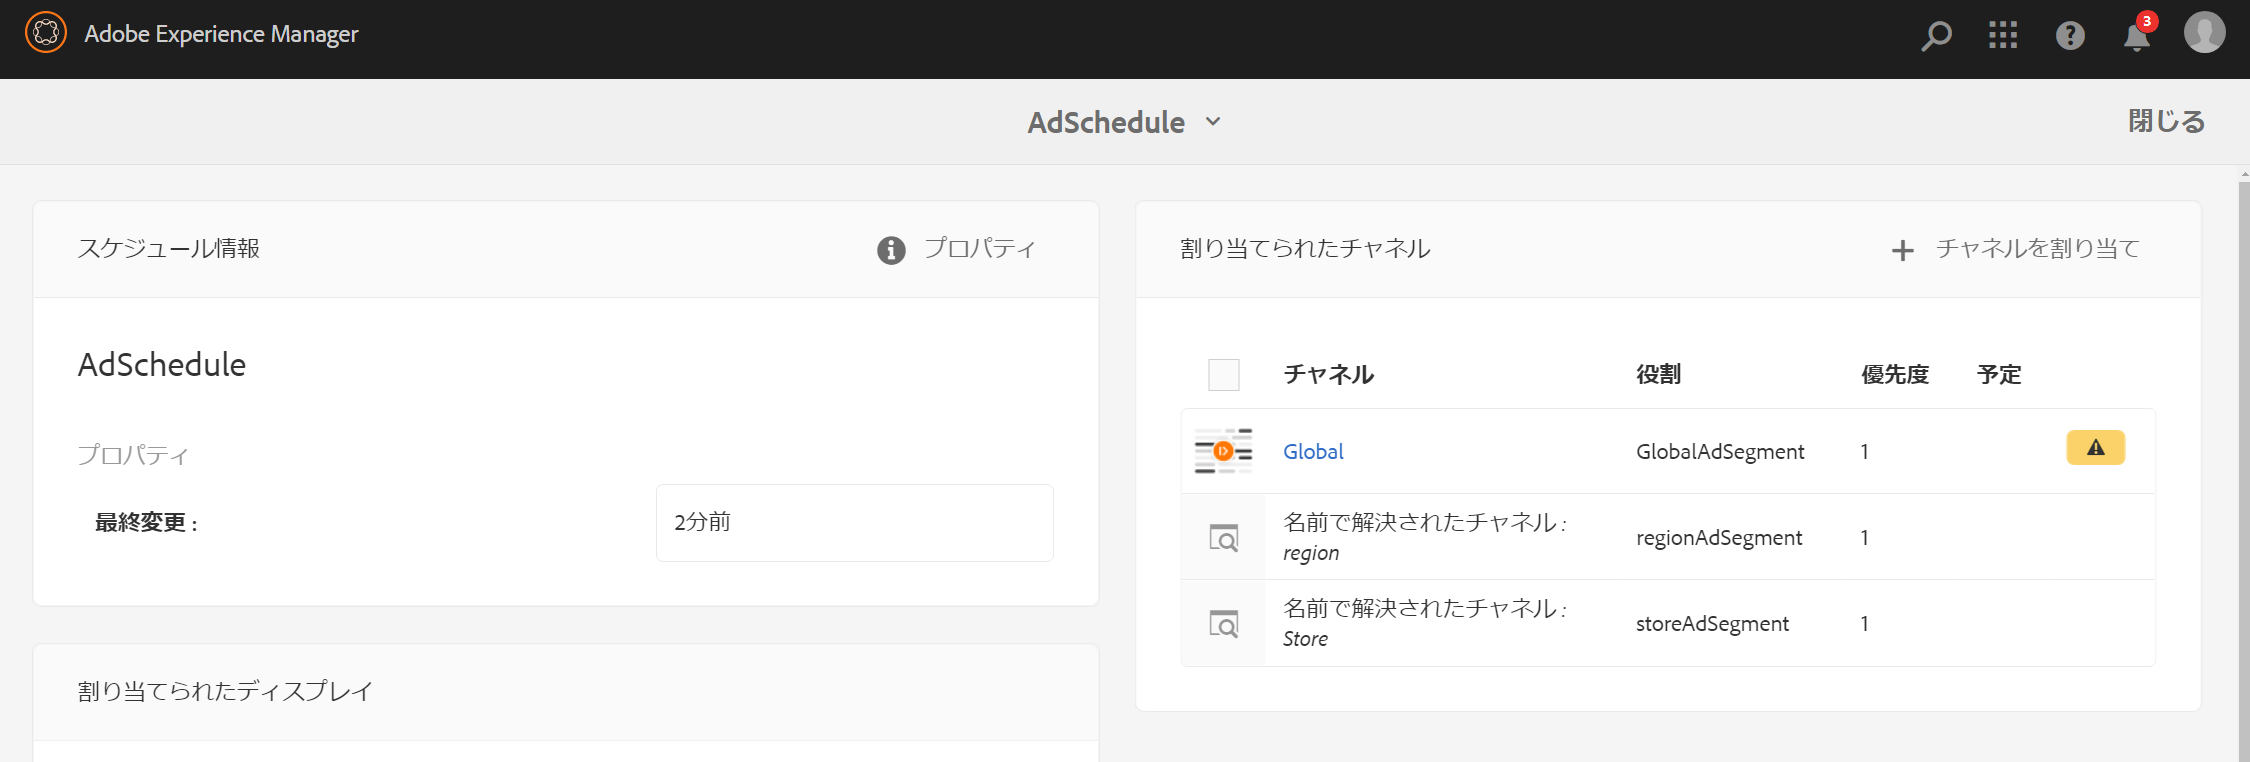 Adobe Experience Manager
3
AdSchedule
閉じる
スケジュール情報
プロパティ
AdSchedule
プロパティ
最終変更 :
2分前
割り当てられたディスプレイ
割り当てられたチャネル
チャネルを割り当て
チャネル 役割 優先度 予定
Global GlobalAdSegment 1
名前で解決されたチャネル :
region regionAdSegment 1
名前で解決されたチャネル :
Store storeAdSegment 1